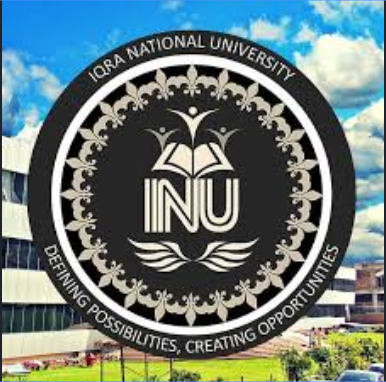 IQRA NATIONAL UNIVERSITY
INU
DEFINING POSSIBILITIES, CREATING OPPORTUNITIES